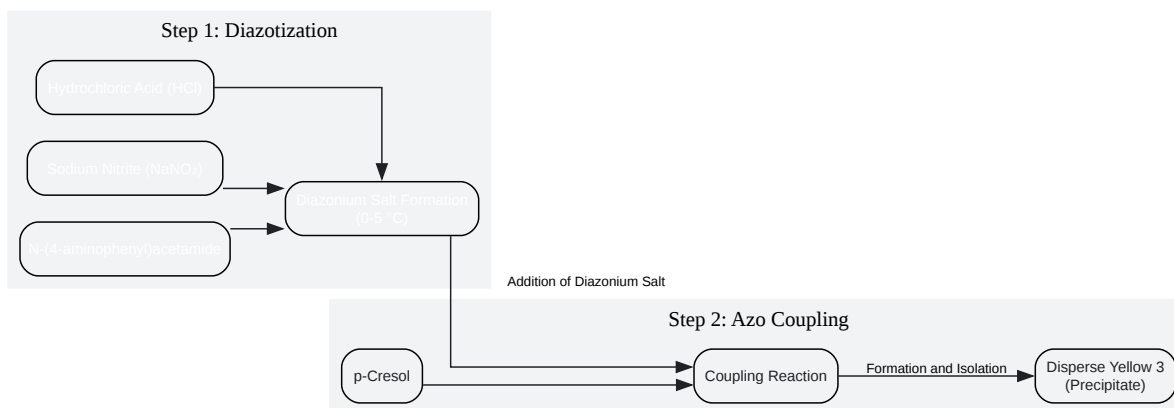 Step 1: Diazotization
Hydrochloric Acid (HCl)
Sodium Nitrite (NaNO₂)
Diazonium Salt Formation
(0-5 °C)
N-(4-aminophenyl)acetamide
Addition of Diazonium Salt
Step 2: Azo Coupling
p-Cresol
Coupling Reaction
Formation and Isolation
Disperse Yellow 3
(Precipitate)